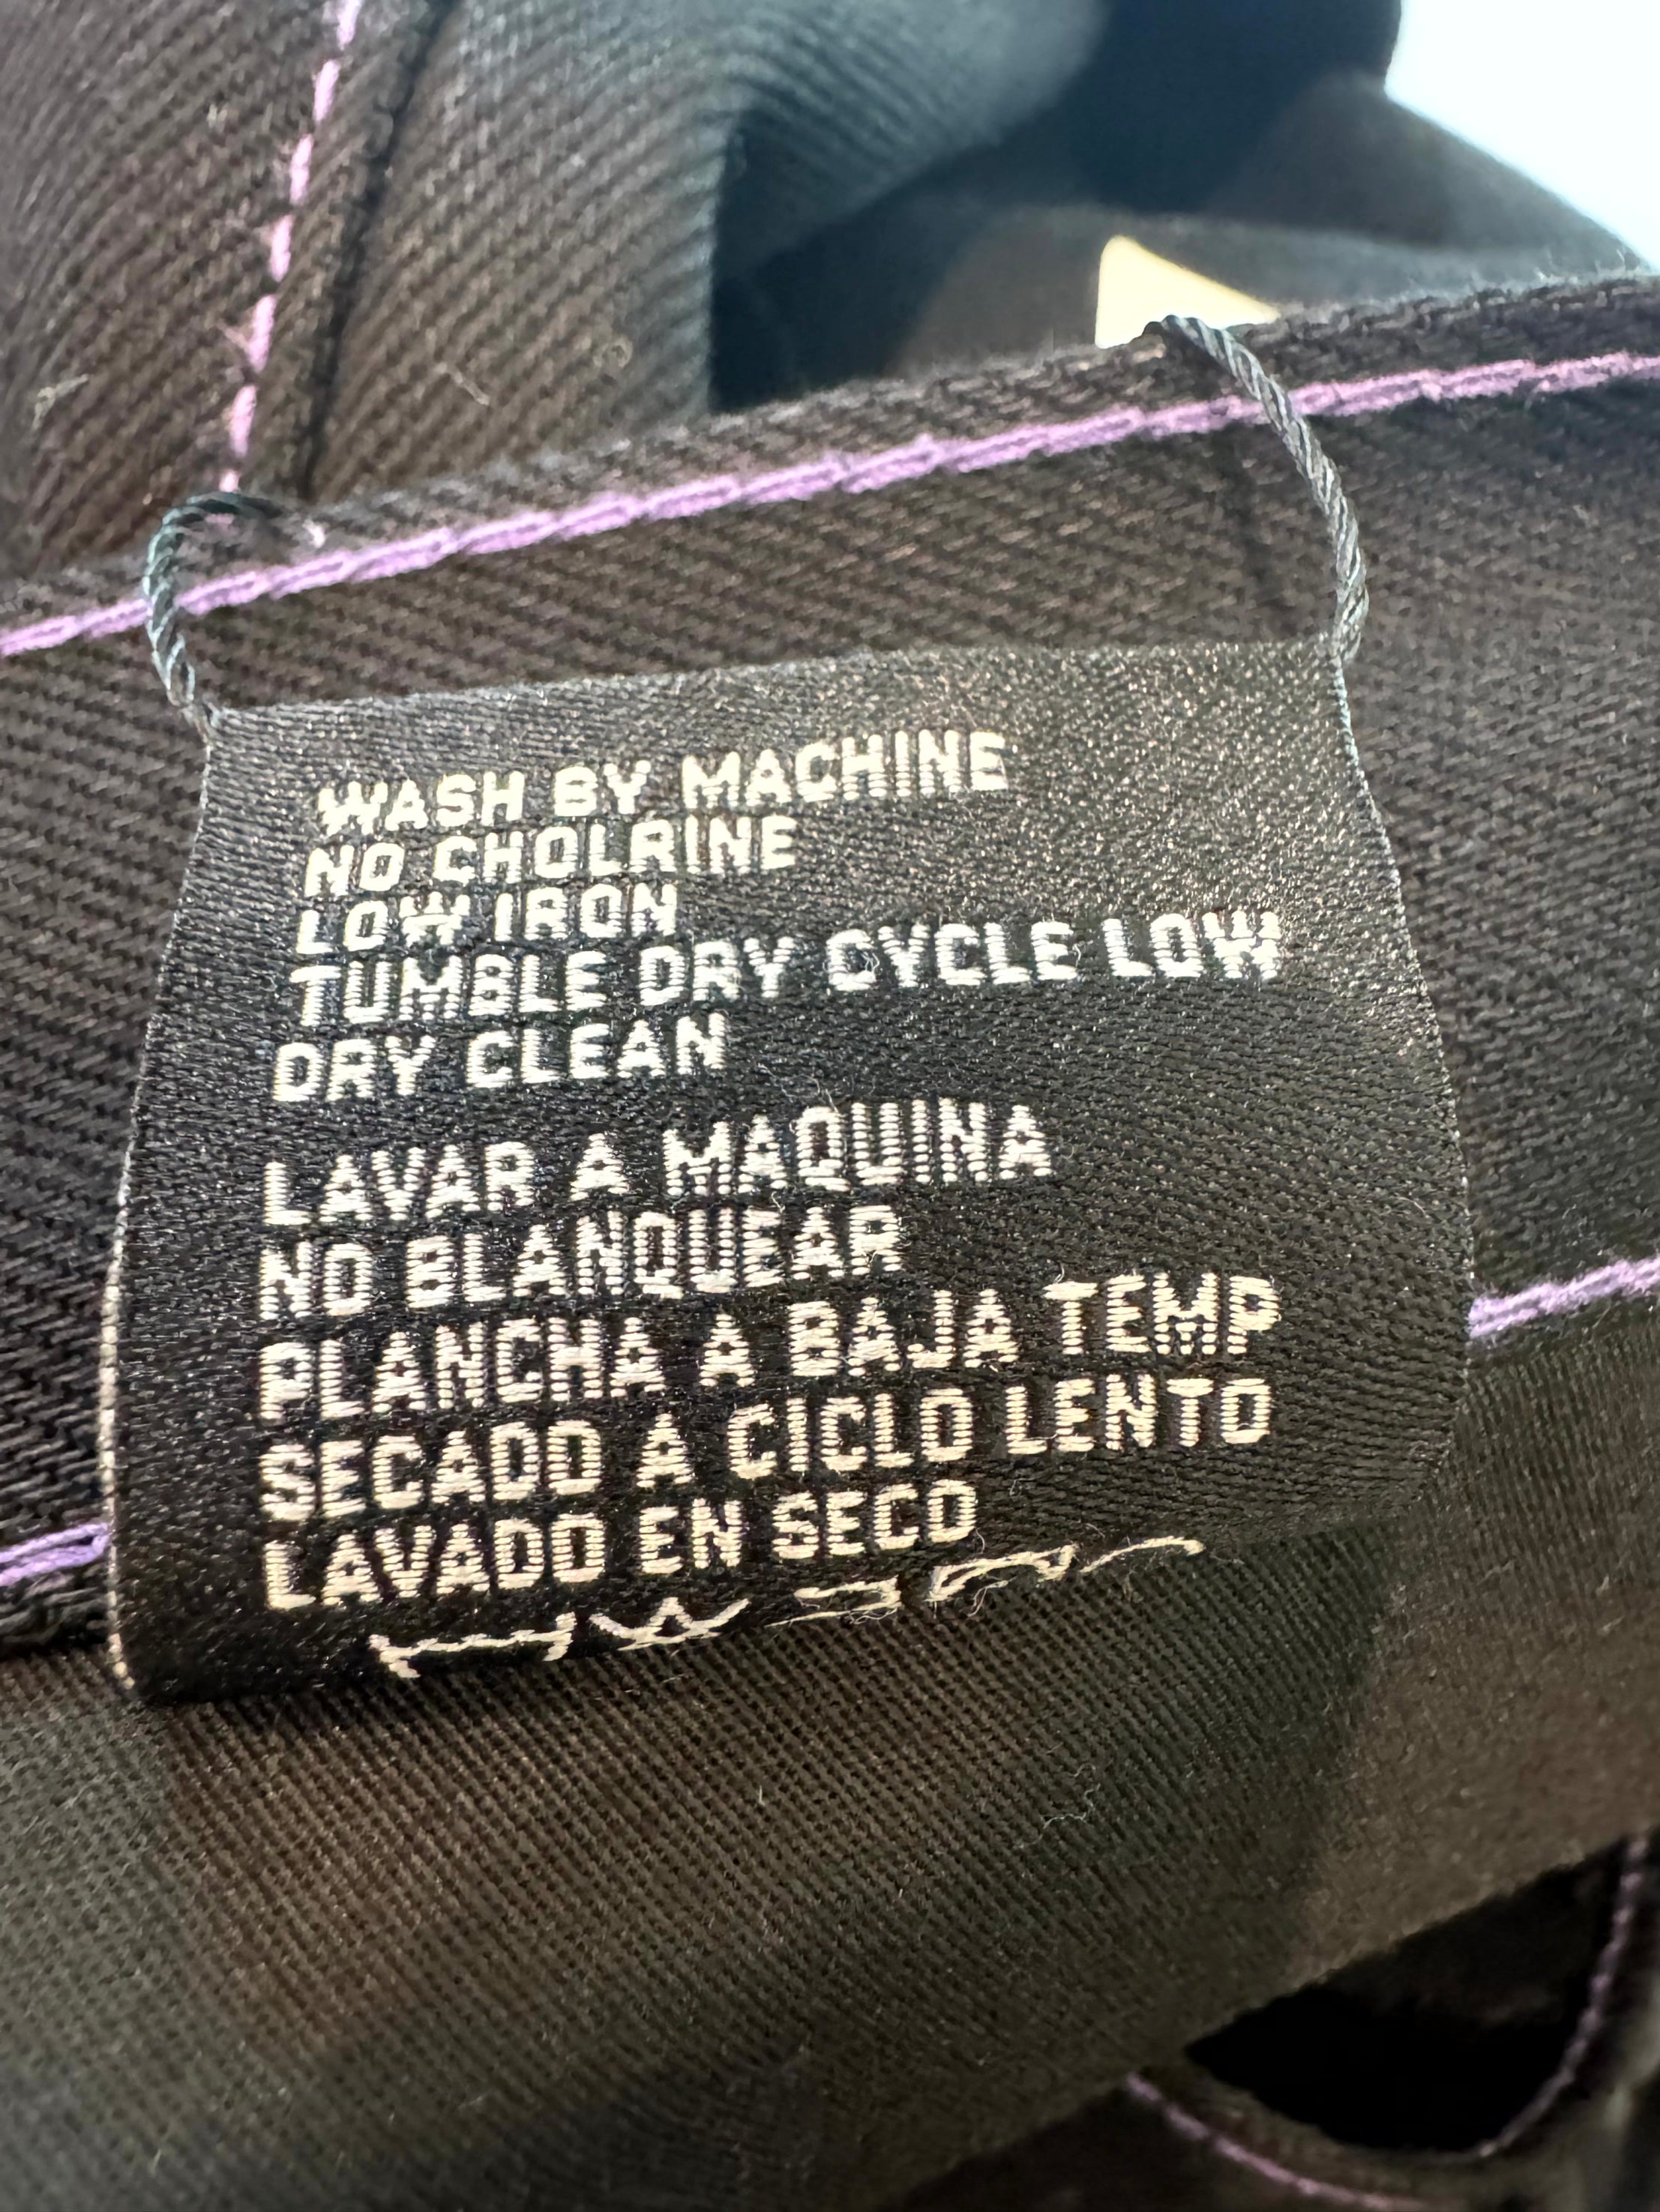 WASH BY MACHINE
NO CHOLRINE
LOW IRON
TUMBLE DRY CYCLE LOW
DRY CLEAN
LAVAR A MAQUINA
NO BLANQUEAR
PLANCHA A BAJA TEMP
SECADO A CICLO LENTO
LAVADO EN SECO